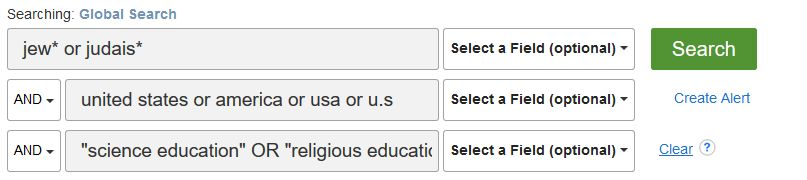 Searching: Global Search
jew* or judais* Select a Field (optional) Search
AND united states or america or usa or u.s Select a Field (optional) Create Alert
AND "science education" OR "religious educatic Select a Field (optional) Clear ?